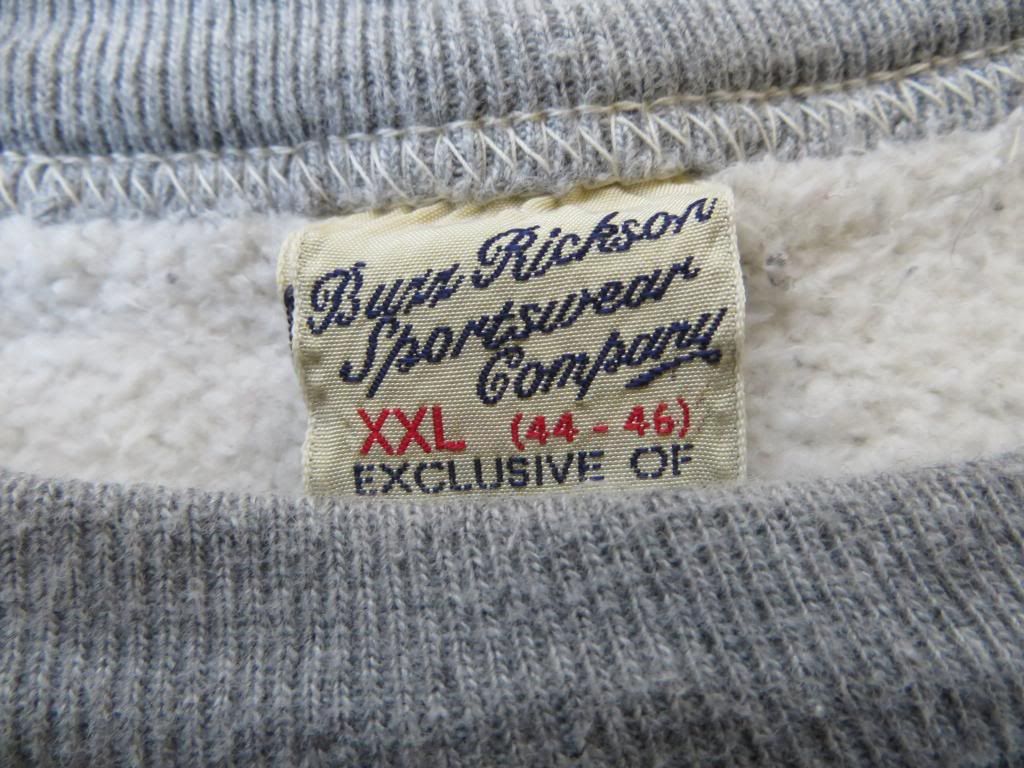 Buzz Rickson
Sportswear
Company
XXL (44 - 46)
EXCLUSIVE OF